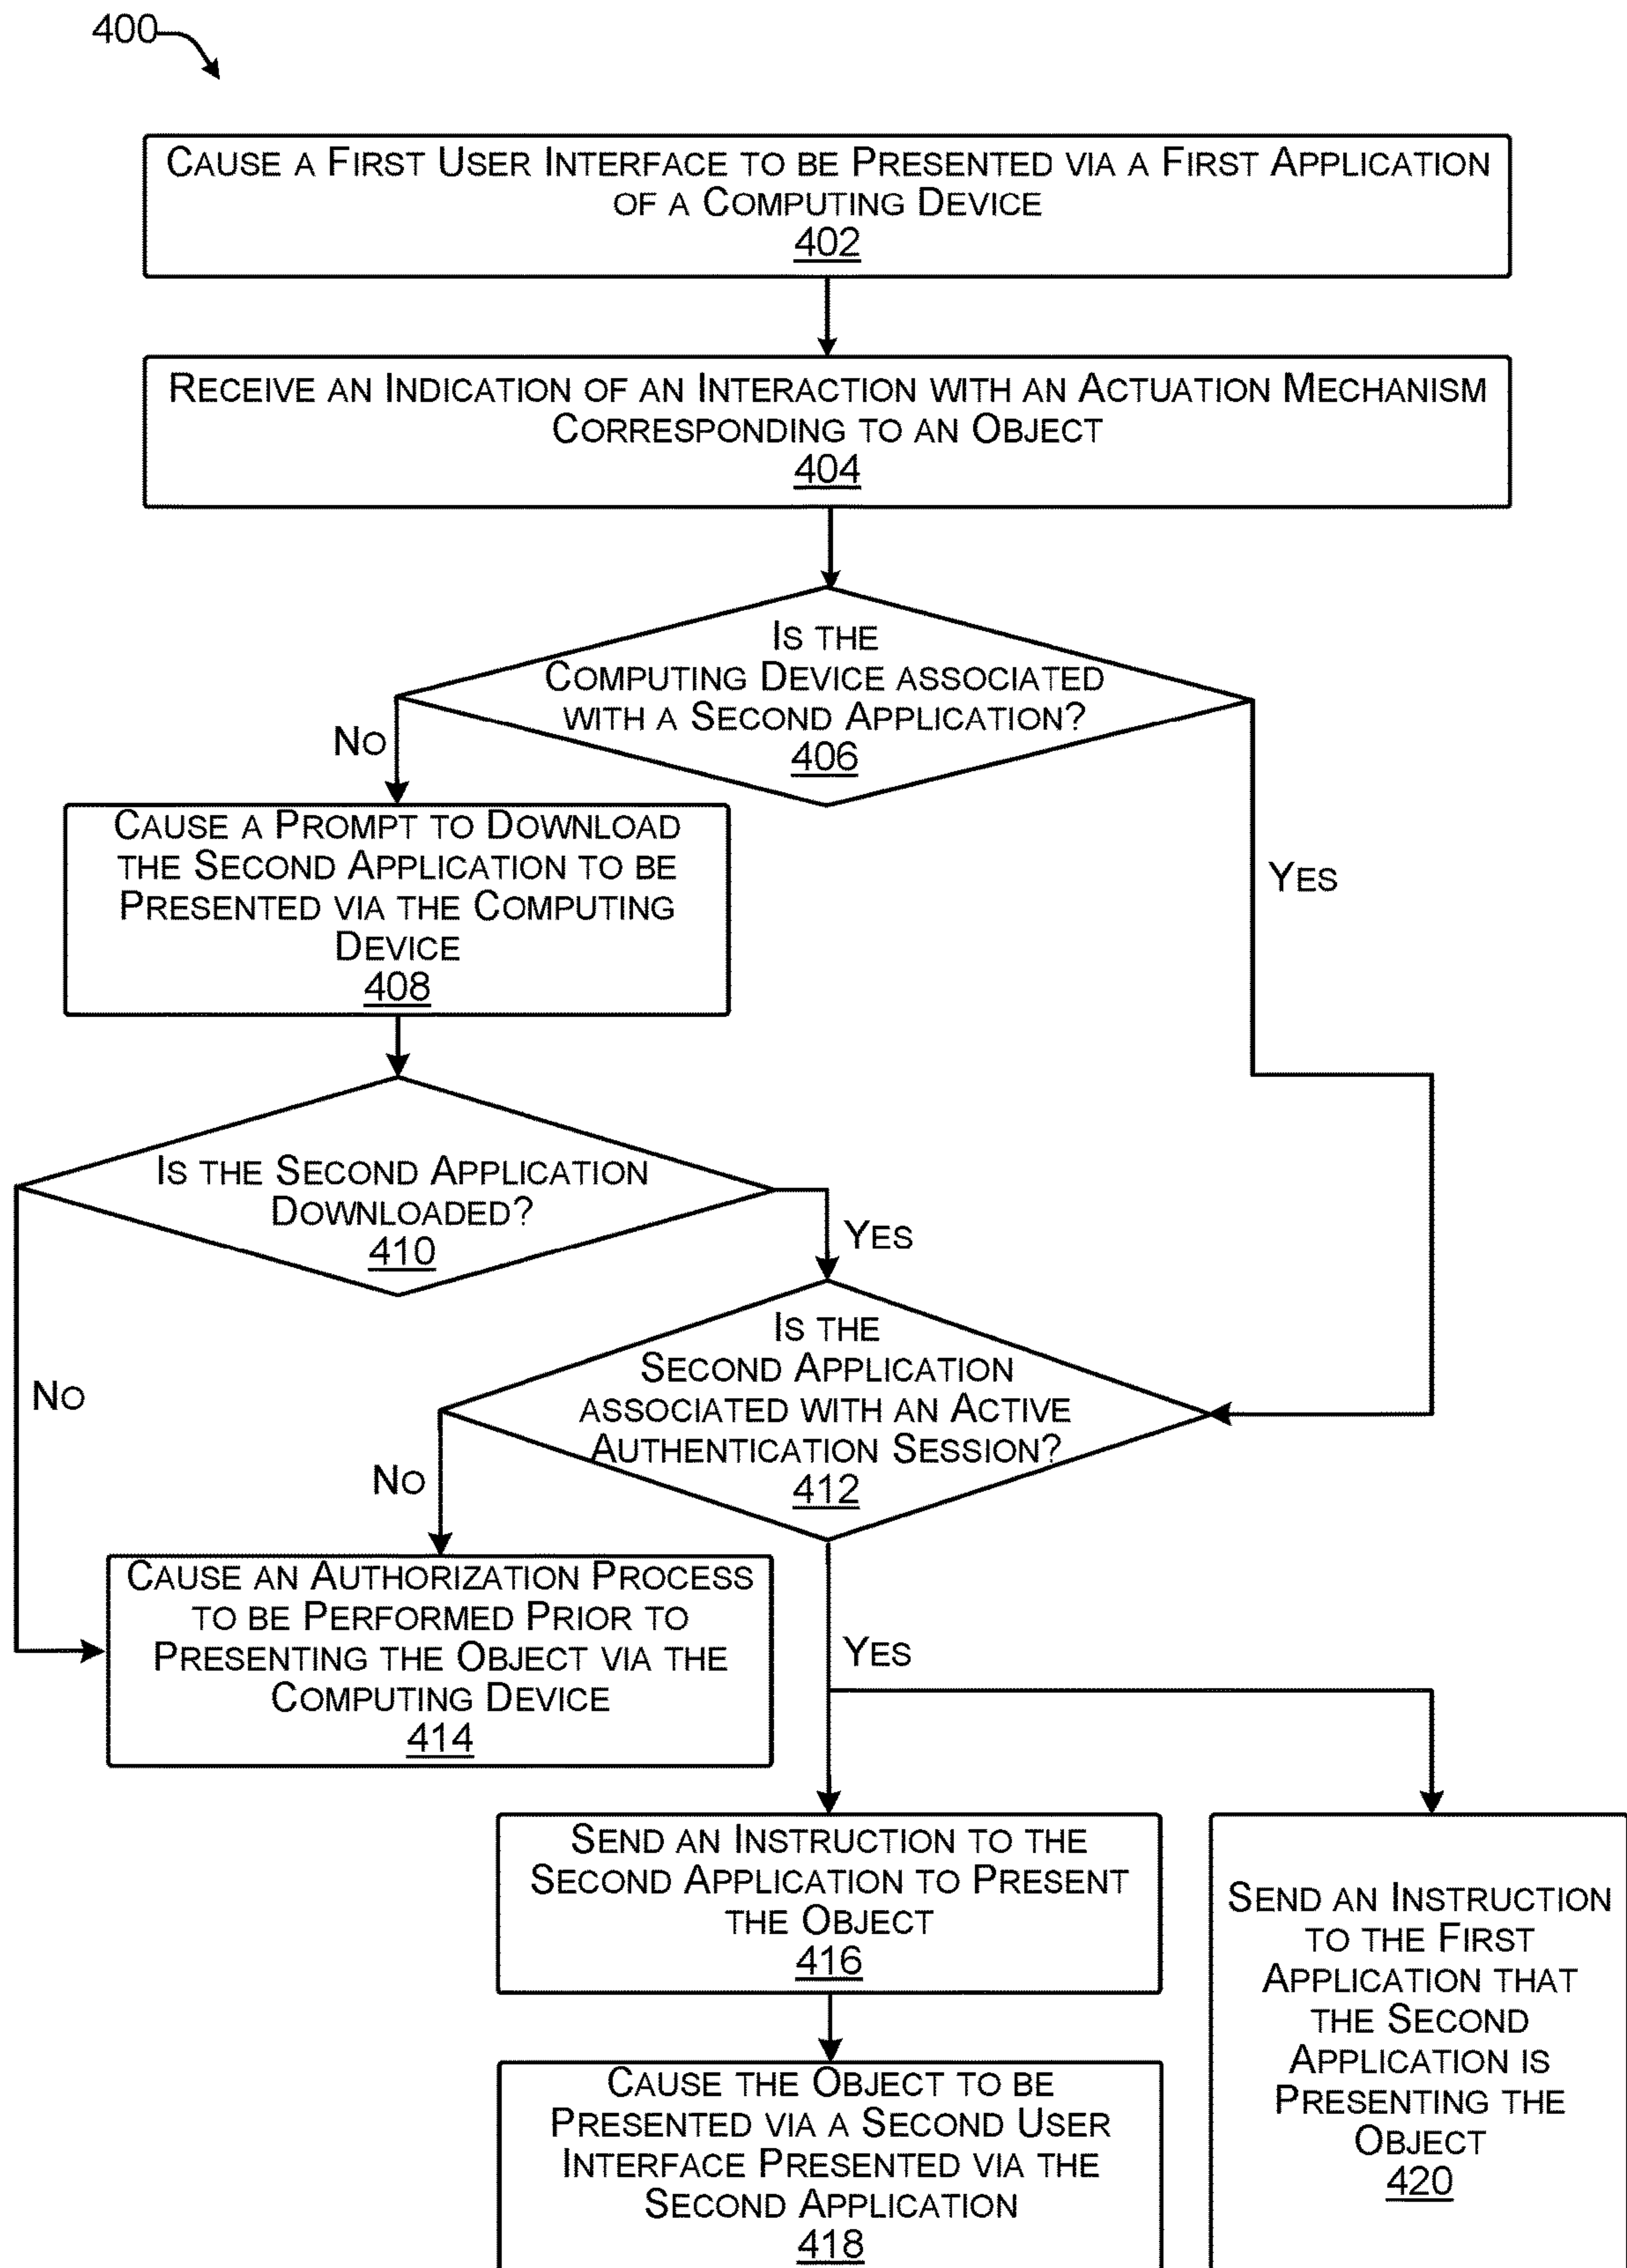 400
CAUSE A FIRST USER INTERFACE TO BE PRESENTED VIA A FIRST APPLICATION
OF A COMPUTING DEVICE
402
RECEIVE AN INDICATION OF AN INTERACTION WITH AN ACTUATION MECHANISM
CORRESPONDING TO AN OBJECT
404
IS THE
COMPUTING DEVICE ASSOCIATED
WITH A SECOND APPLICATION?
406
NO
YES
CAUSE A PROMPT TO DOWNLOAD
THE SECOND APPLICATION TO BE
PRESENTED VIA THE COMPUTING
DEVICE
408
IS THE SECOND APPLICATION
DOWNLOADED?
410
YES
NO
IS THE
SECOND APPLICATION
ASSOCIATED WITH AN ACTIVE
AUTHENTICATION SESSION?
412
NO
YES
CAUSE AN AUTHORIZATION PROCESS
TO BE PERFORMED PRIOR TO
PRESENTING THE OBJECT VIA THE
COMPUTING DEVICE
414
SEND AN INSTRUCTION TO THE
SECOND APPLICATION TO PRESENT
THE OBJECT
416
CAUSE THE OBJECT TO BE
PRESENTED VIA A SECOND USER
INTERFACE PRESENTED VIA THE
SECOND APPLICATION
418
SEND AN INSTRUCTION
TO THE FIRST
APPLICATION THAT
THE SECOND
APPLICATION IS
PRESENTING THE
OBJECT
420